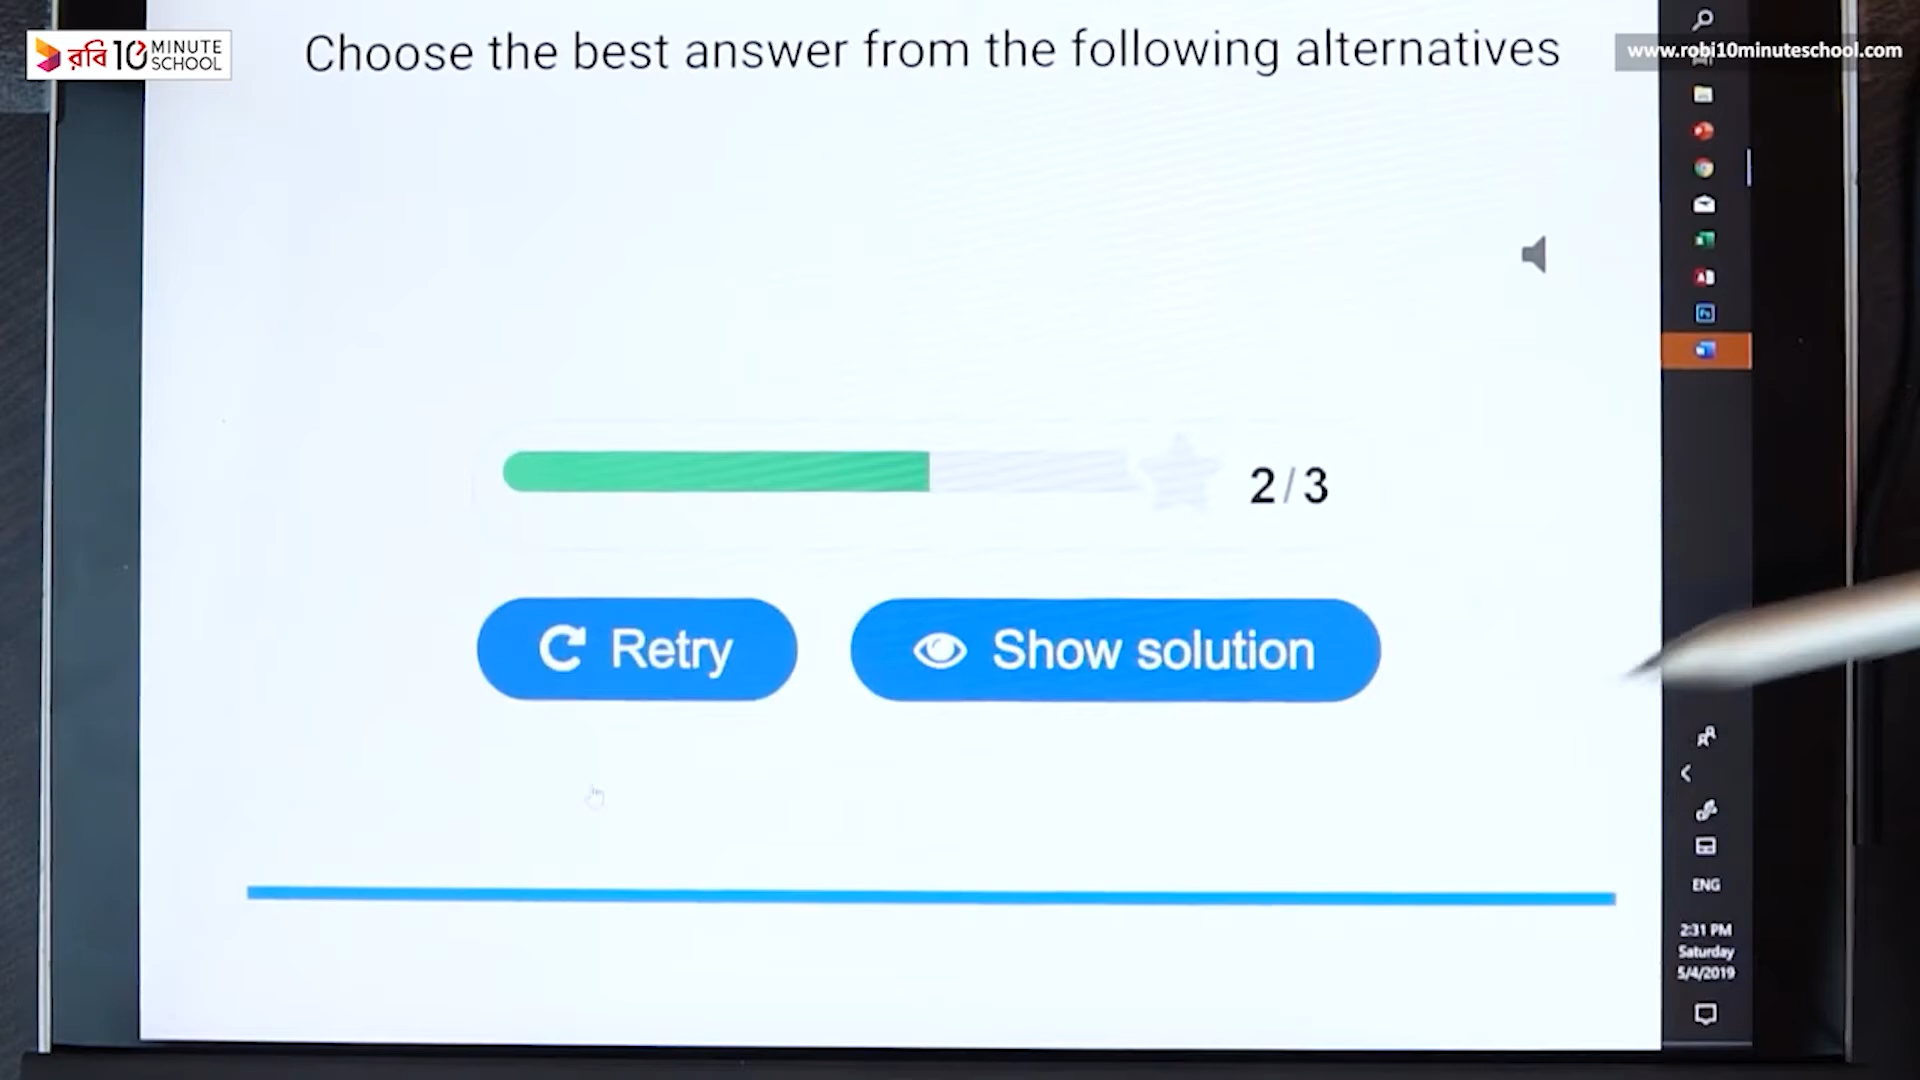 রবি 10 MINUTE SCHOOL
Choose the best answer from the following alternatives
www.robi10minuteschool.com
2/3
Retry
Show solution
ENG
2:31 PM
Saturday
5/4/2019